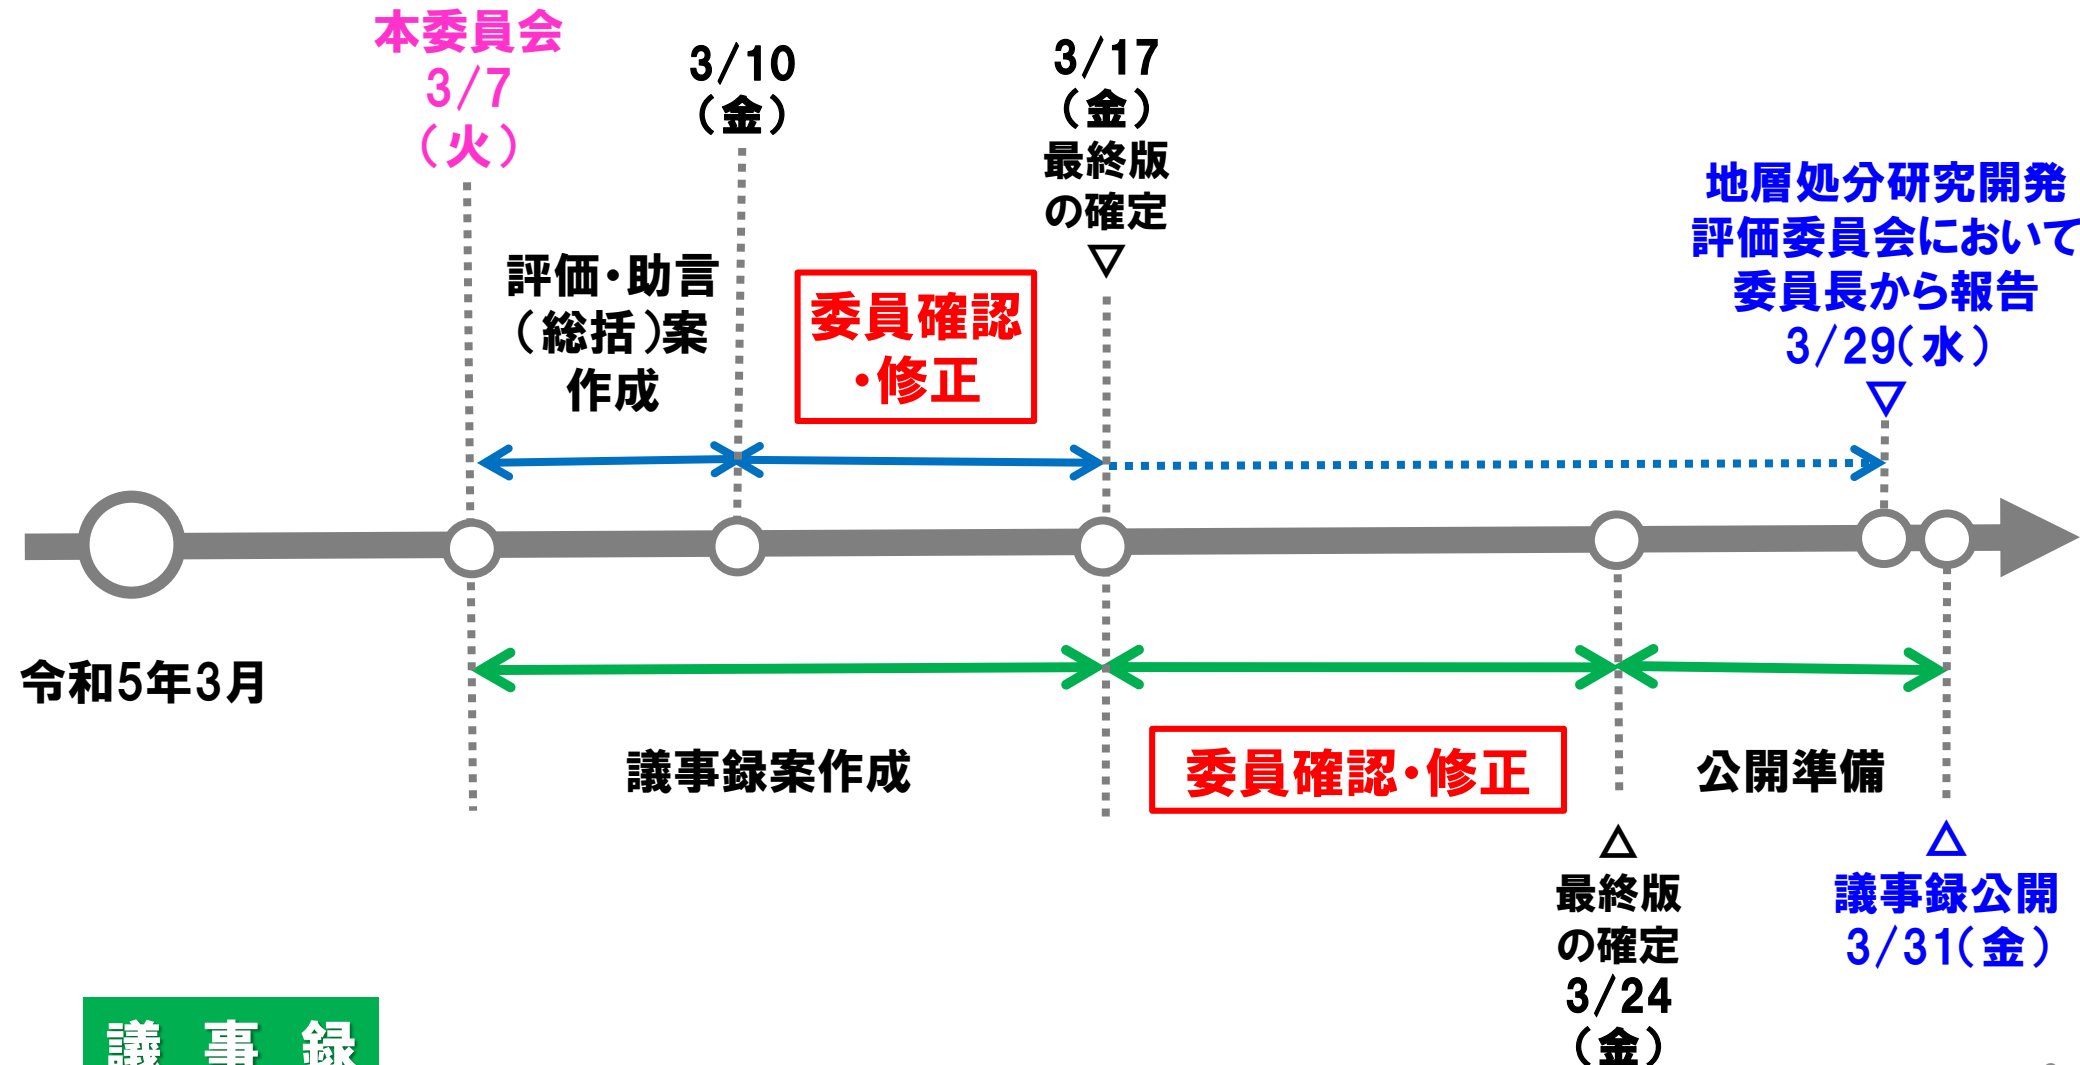 本委員会
3/7
（火）
3/10
（金）
3/17
（金）
最終版
の確定
▽
地層処分研究開発
評価委員会において
委員長から報告
3/29（水）
▽
評価・助言
（総括）案
作成
委員確認
・修正
令和5年3月
議事録案作成
委員確認・修正
公開準備
△
最終版
の確定
3/24
（金）
△
議事録公開
3/31（金）
議事録